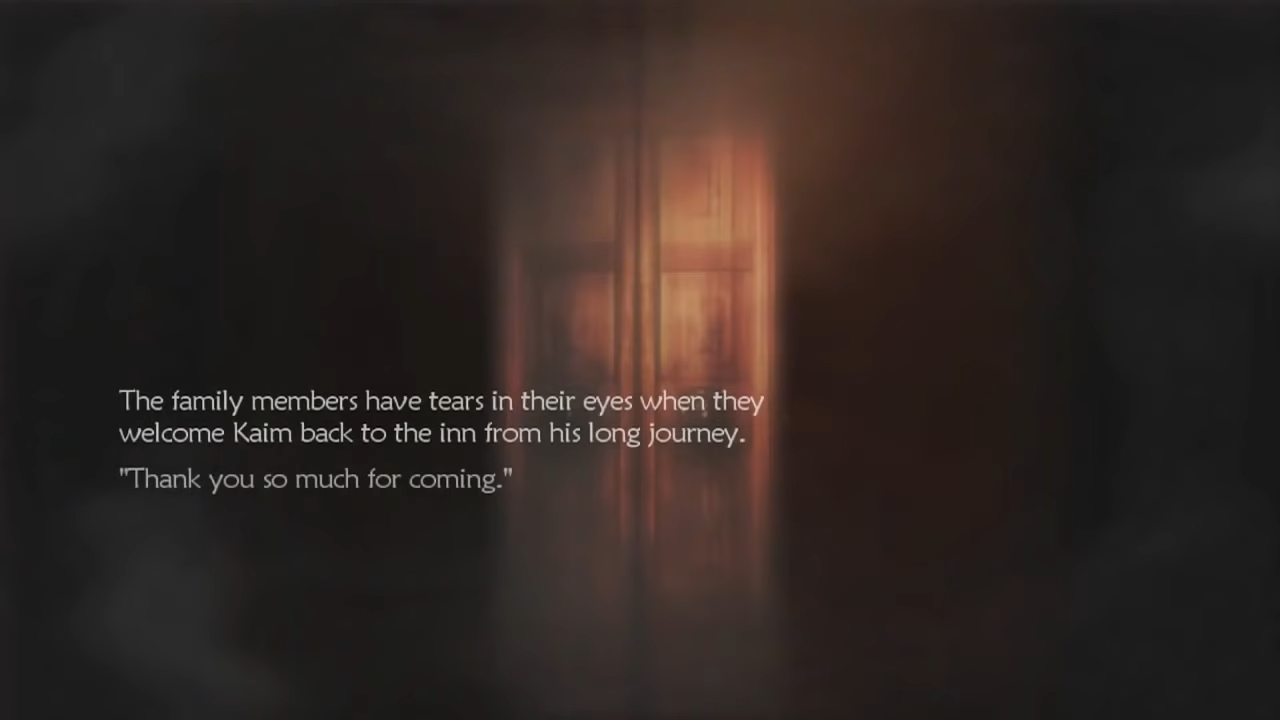 The family members have tears in their eyes when they
welcome Kaim back to the inn from his long journey.
"Thank you so much for coming."